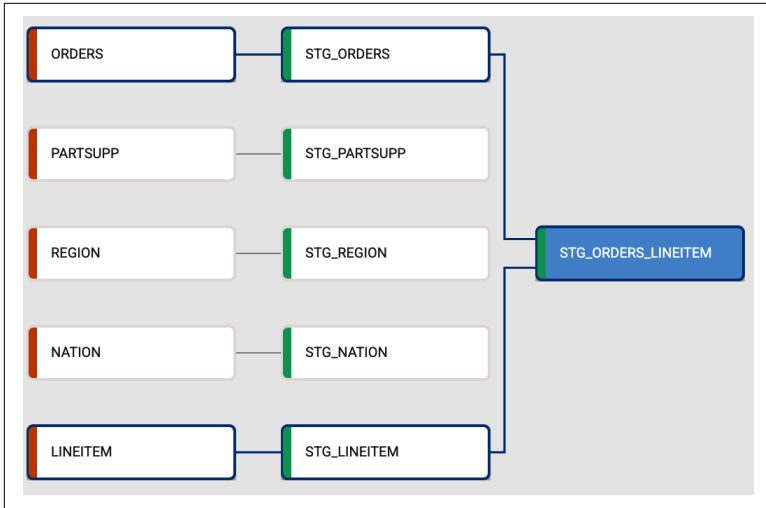 ORDERS
STG_ORDERS
PARTSUPP
STG_PARTSUPP
REGION
STG_REGION
STG_ORDERS_LINEITEM
NATION
STG_NATION
LINEITEM
STG_LINEITEM